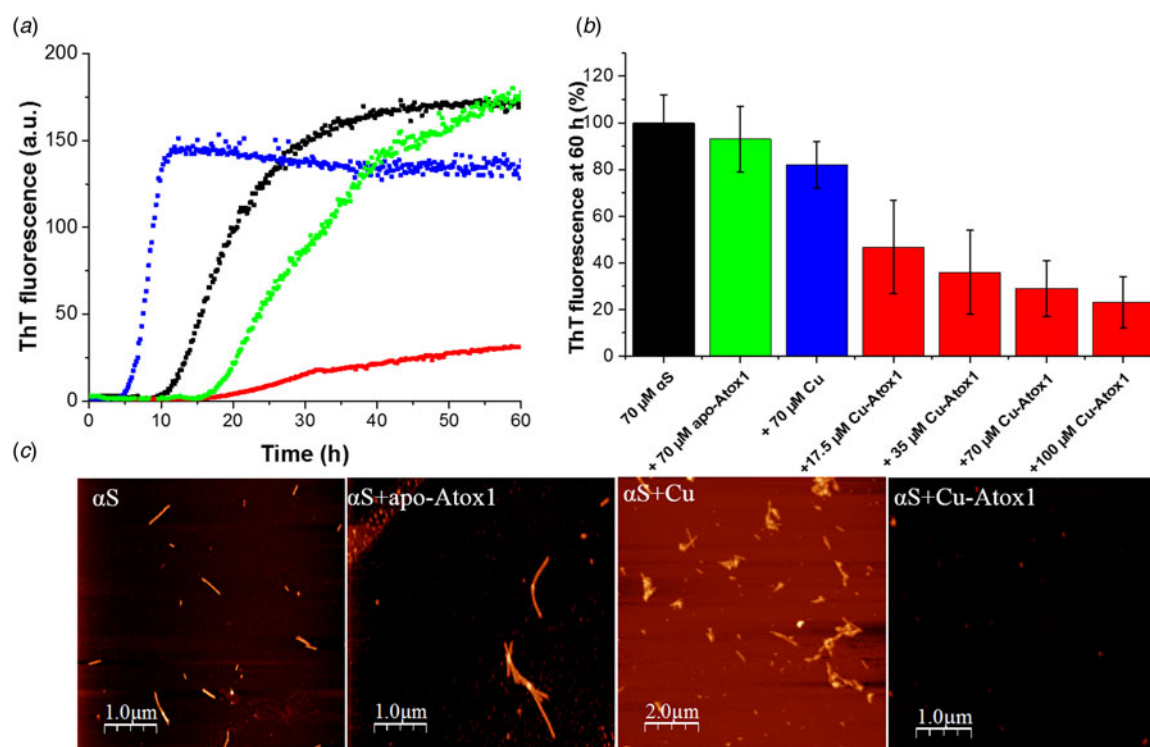 (a)
ThT fluorescence (a.u.)
200
150
100
50
0
0 10 20 30 40 50 60
Time (h)
(b)
ThT fluorescence at 60 h (%)
120
100
80
60
40
20
0
70 µM αS
+ 70 µM apo-Atox1
+ 70 µM Cu
+17.5 µM Cu-Atox1
+ 35 µM Cu-Atox1
+70 µM Cu-Atox1
+100 µM Cu-Atox1
(c)
αS
1.0µm
αS+apo-Atox1
1.0µm
αS+Cu
2.0µm
αS+Cu-Atox1
1.0µm